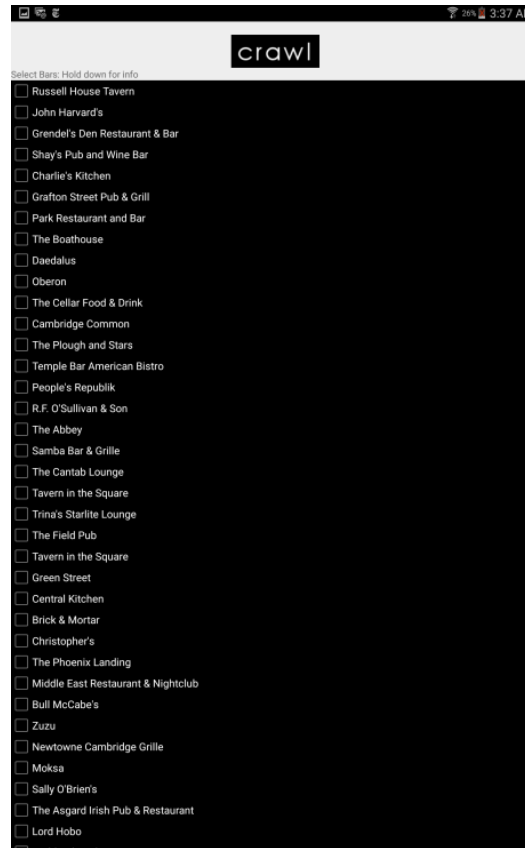 26% 3:37 A
crawl
Select Bars: Hold down for info
Russell House Tavern
John Harvard's
Grendel's Den Restaurant & Bar
Shay's Pub and Wine Bar
Charlie's Kitchen
Grafton Street Pub & Grill
Park Restaurant and Bar
The Boathouse
Daedalus
Oberon
The Cellar Food & Drink
Cambridge Common
The Plough and Stars
Temple Bar American Bistro
People's Republik
R.F. O'Sullivan & Son
The Abbey
Samba Bar & Grille
The Cantab Lounge
Tavern in the Square
Trina's Starlite Lounge
The Field Pub
Tavern in the Square
Green Street
Central Kitchen
Brick & Mortar
Christopher's
The Phoenix Landing
Middle East Restaurant & Nightclub
Bull McCabe's
Zuzu
Newtowne Cambridge Grille
Moksa
Sally O'Brien's
The Asgard Irish Pub & Restaurant
Lord Hobo